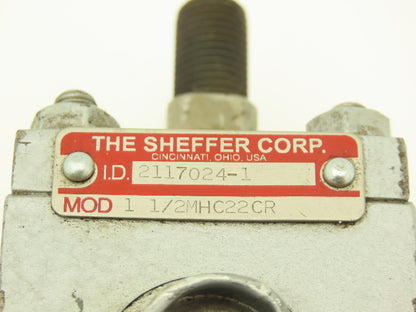 THE SHEFFER CORP.
CINCINNATI, OHIO, USA
I.D. 2117024-1
MOD 1 1/2MHC22CR